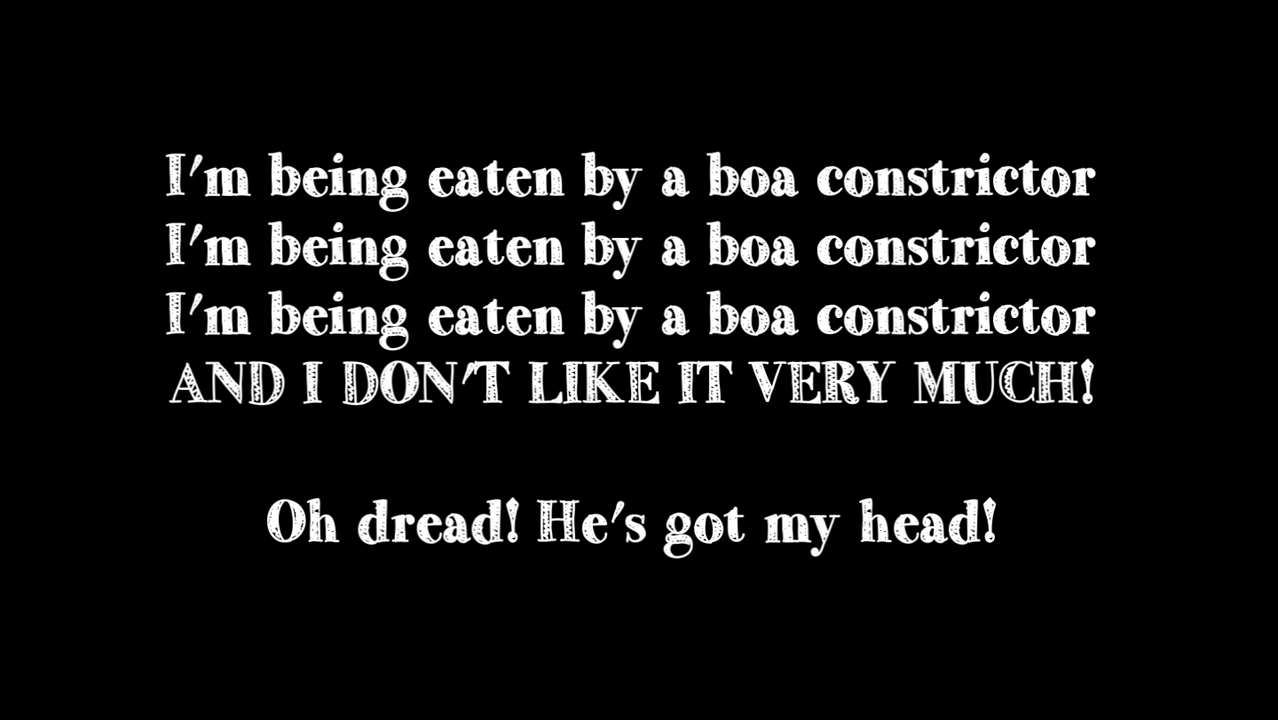 I'm being eaten by a boa constrictor
I'm being eaten by a boa constrictor
I'm being eaten by a boa constrictor
AND I DON'T LIKE IT VERY MUCH!
Oh dread! He's got my head!